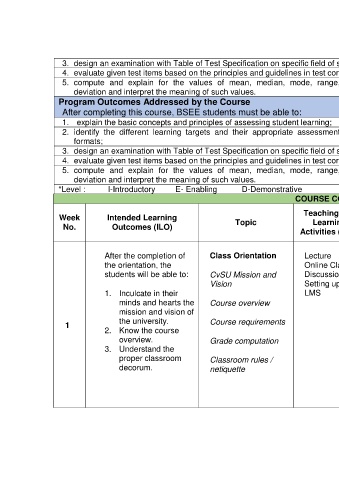 3. design an examination with Table of Test Specification on specific field of s
4. evaluate given test items based on the principles and guidelines in test cor
5. compute and explain for the values of mean, median, mode, range,
deviation and interpret the meaning of such values.
Program Outcomes Addressed by the Course
After completing this course, BSEE students must be able to:
1. explain the basic concepts and principles of assessing student learning;
2. identify the different learning targets and their appropriate assessment
formats;
3. design an examination with Table of Test Specification on specific field of s
4. evaluate given test items based on the principles and guidelines in test cor
5. compute and explain for the values of mean, median, mode, range,
deviation and interpret the meaning of such values.
*Level : I-Introductory E- Enabling D-Demonstrative
COURSE CO
Week
No.
Intended Learning
Outcomes (ILO)
Topic
Teaching
Learnin
Activities (
1
After the completion of
the orientation, the
students will be able to:
1. Inculcate in their
minds and hearts the
mission and vision of
the university.
2. Know the course
overview.
3. Understand the
proper classroom
decorum.
Class Orientation
CvSU Mission and
Vision
Course overview
Course requirements
Grade computation
Classroom rules /
netiquette
Lecture
Online Cla
Discussio
Setting up
LMS